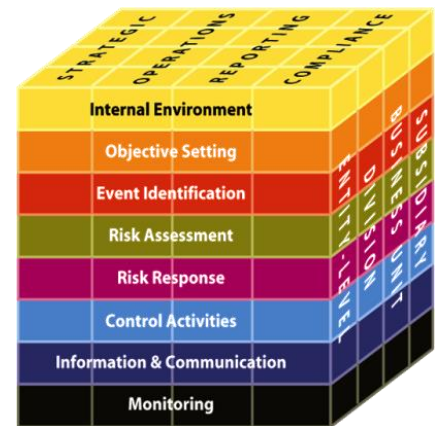 STRATEGIC
OPERATIONS
REPORTING
COMPLIANCE
Internal Environment
Objective Setting
Event Identification
Risk Assessment
Risk Response
Control Activities
Information & Communication
Monitoring
ENTITY-LEVEL
DIVISION
BUSINESS UNIT
SUBSIDIARY